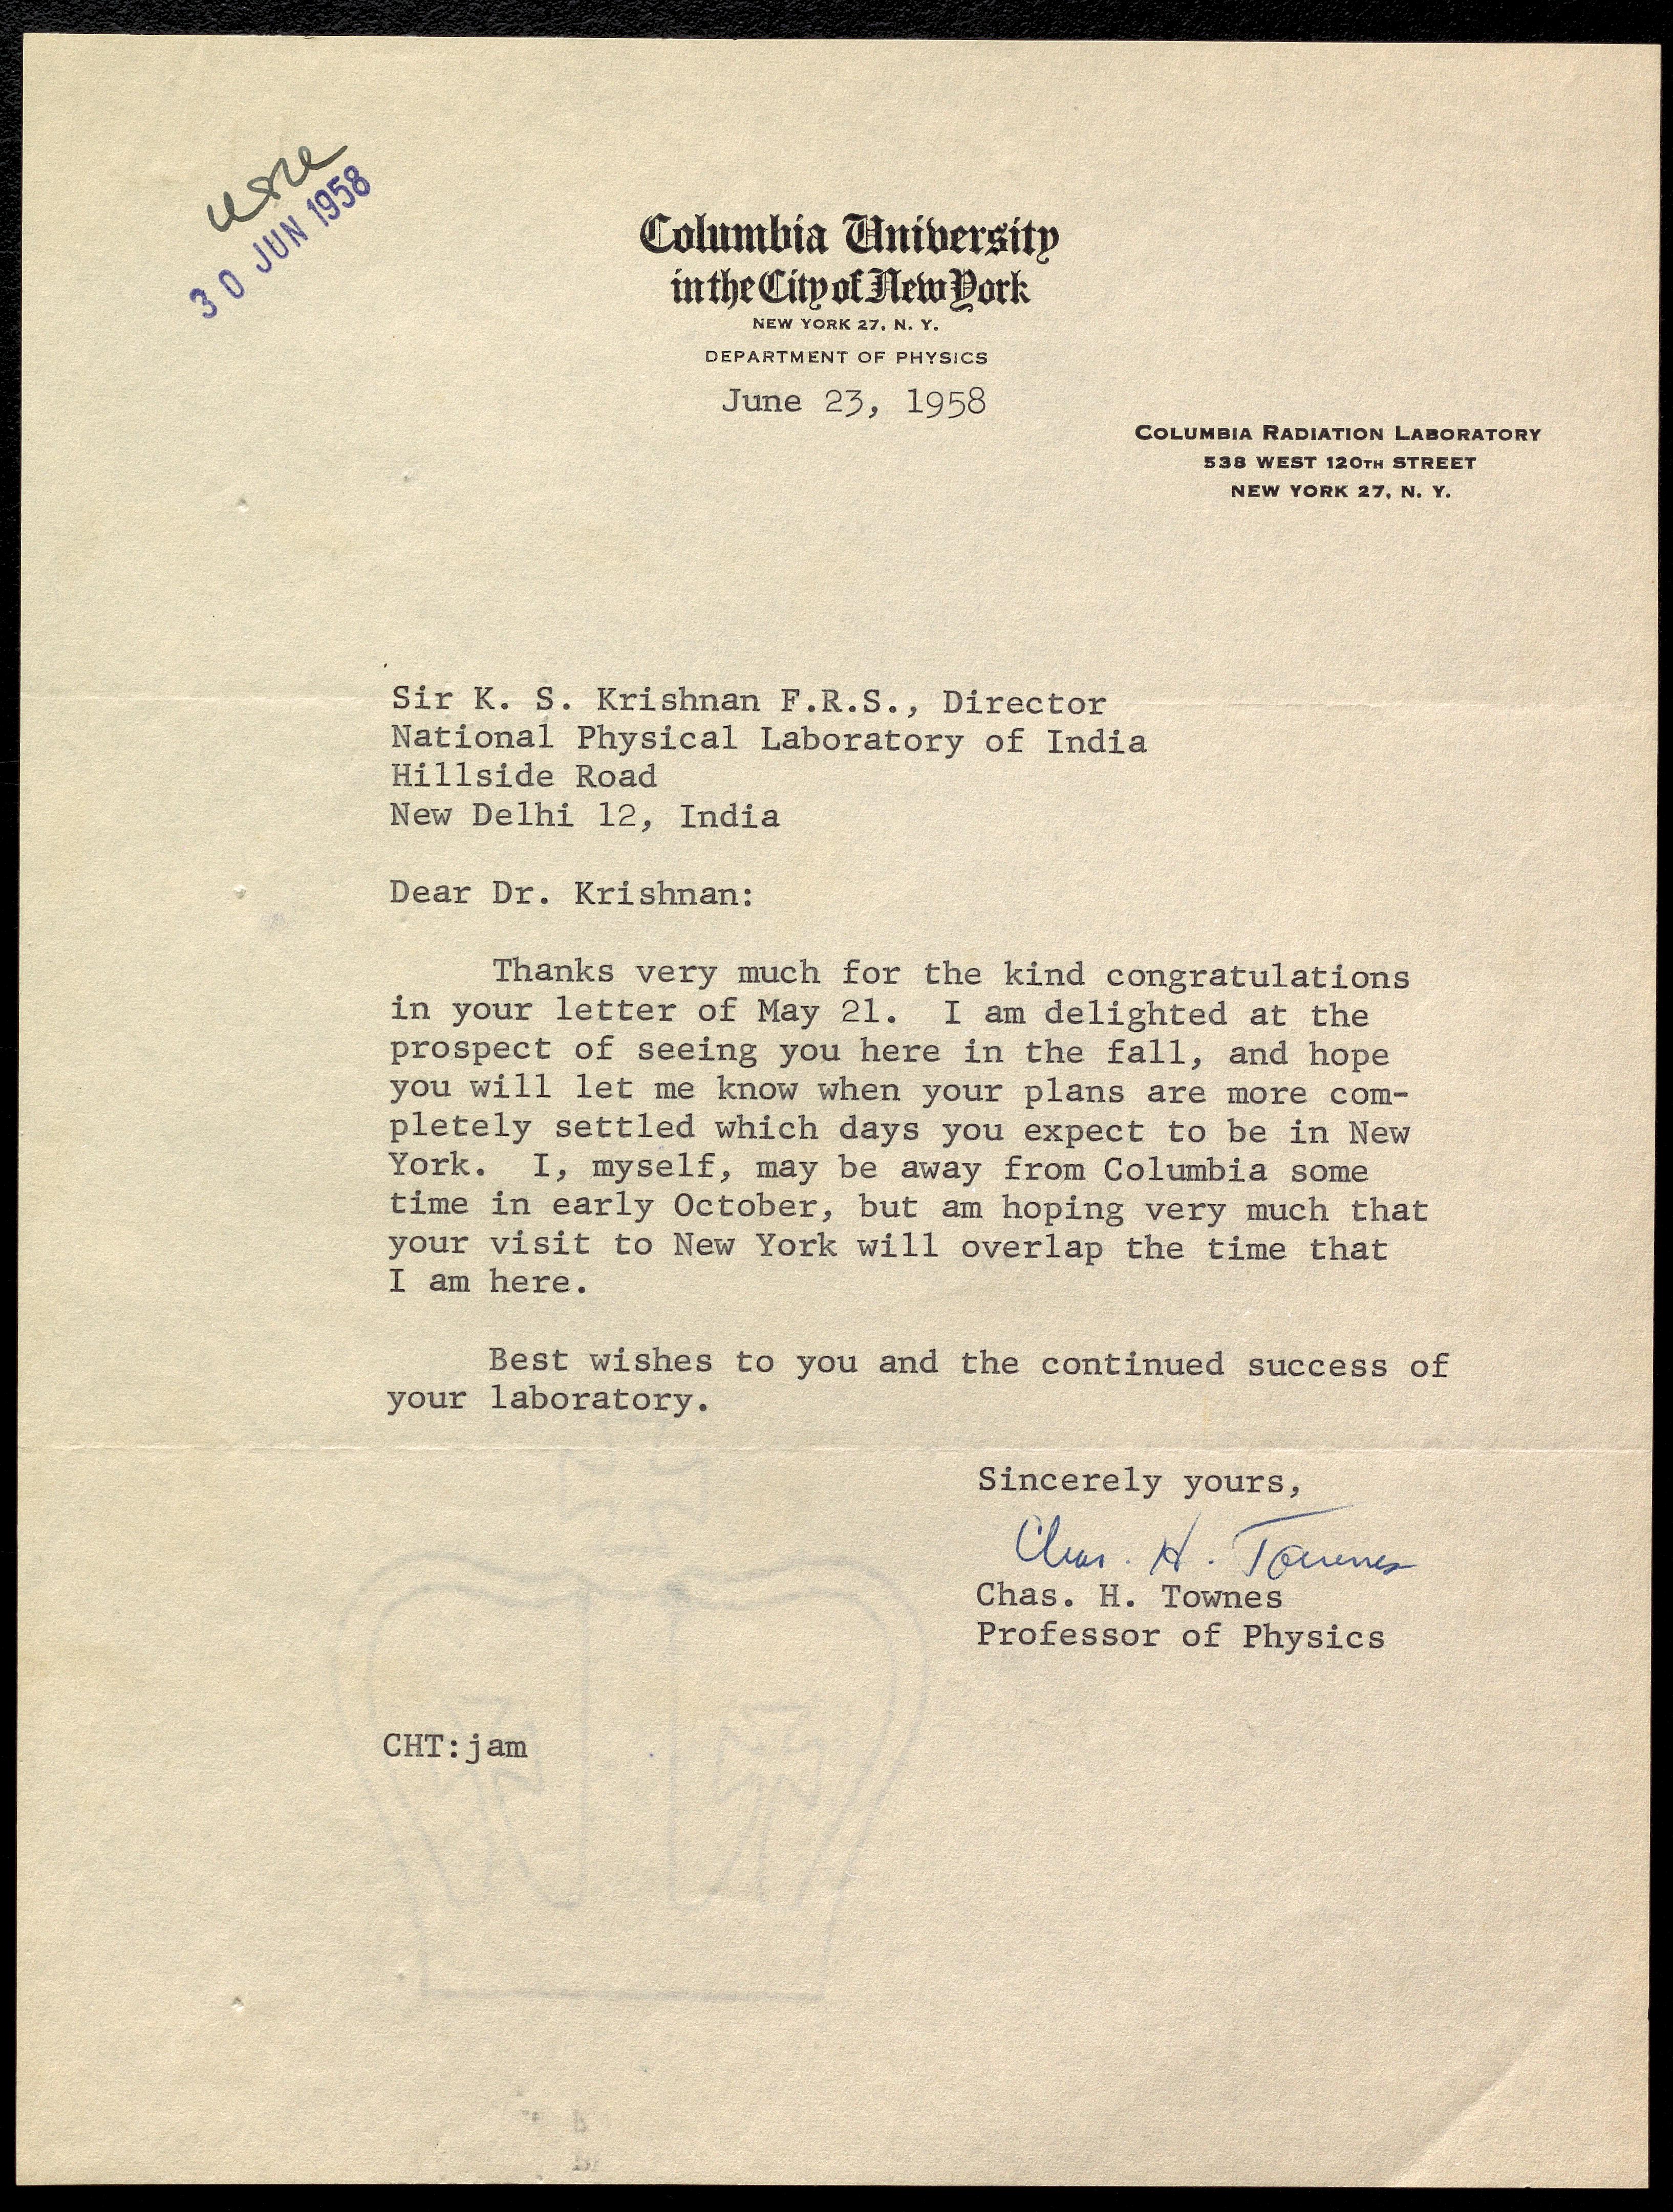 30 JUN 1958
Columbia University
in the City of New York
NEW YORK 27, N. Y.
DEPARTMENT OF PHYSICS
June 23, 1958
COLUMBIA RADIATION LABORATORY
538 WEST 120TH STREET
NEW YORK 27, N. Y.
Sir K. S. Krishnan F.R.S., Director
National Physical Laboratory of India
Hillside Road
New Delhi 12, India
Dear Dr. Krishnan:
Thanks very much for the kind congratulations
in your letter of May 21. I am delighted at the
prospect of seeing you here in the fall, and hope
you will let me know when your plans are more com-
pletely settled which days you expect to be in New
York. I, myself, may be away from Columbia some
time in early October, but am hoping very much that
your visit to New York will overlap the time that
I am here.
Best wishes to you and the continued success of
your laboratory.
Sincerely yours,
Chas. H. Townes
Chas. H. Townes
Professor of Physics
CHT:jam